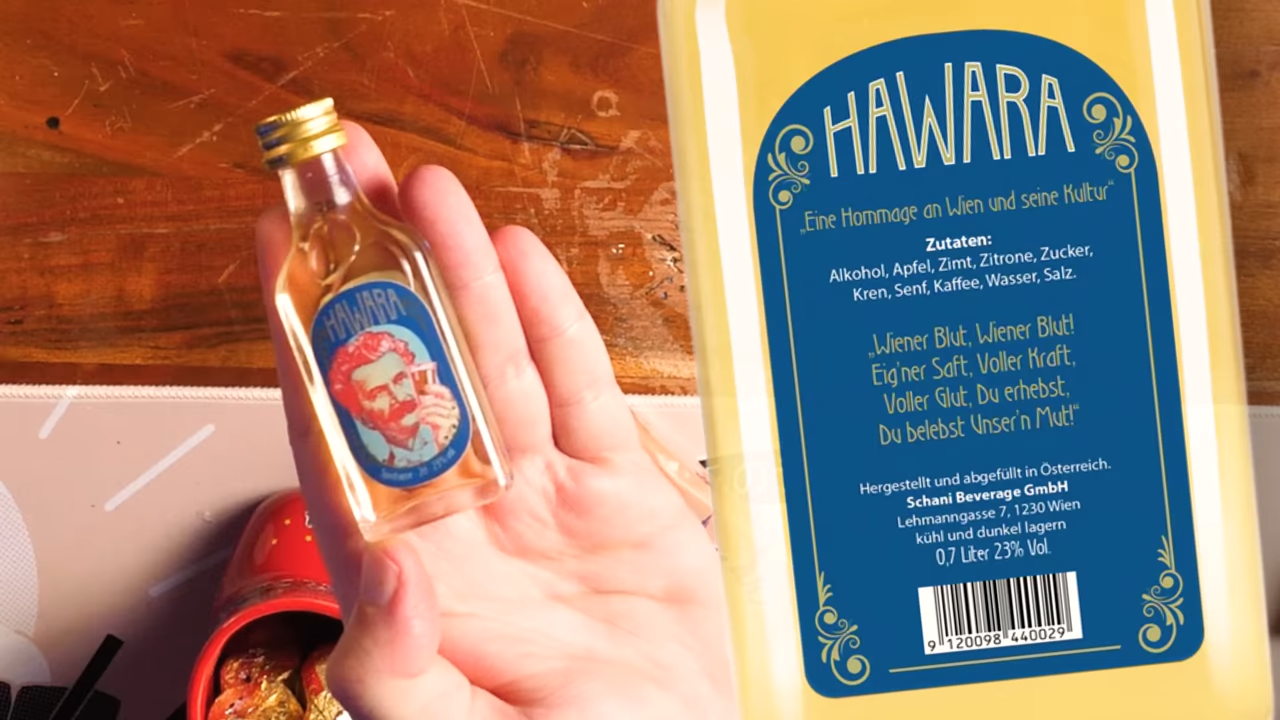 HAWARA
HAWARA
„Eine Hommage an Wien und seine Kultur“
Zutaten:
Alkohol, Apfel, Zimt, Zitrone, Zucker,
Kren, Senf, Kaffee, Wasser, Salz.
„Wiener Blut, Wiener Blut!
Eig'ner Saft, Voller Kraft,
Voller Glut, Du erhebst,
Du belebst Unser'n Mut!“
Hergestellt und abgefüllt in Österreich.
Schani Beverage GmbH
Lehmanngasse 7, 1230 Wien
kühl und dunkel lagern
0,7 Liter 23% Vol.
9 120098 440029